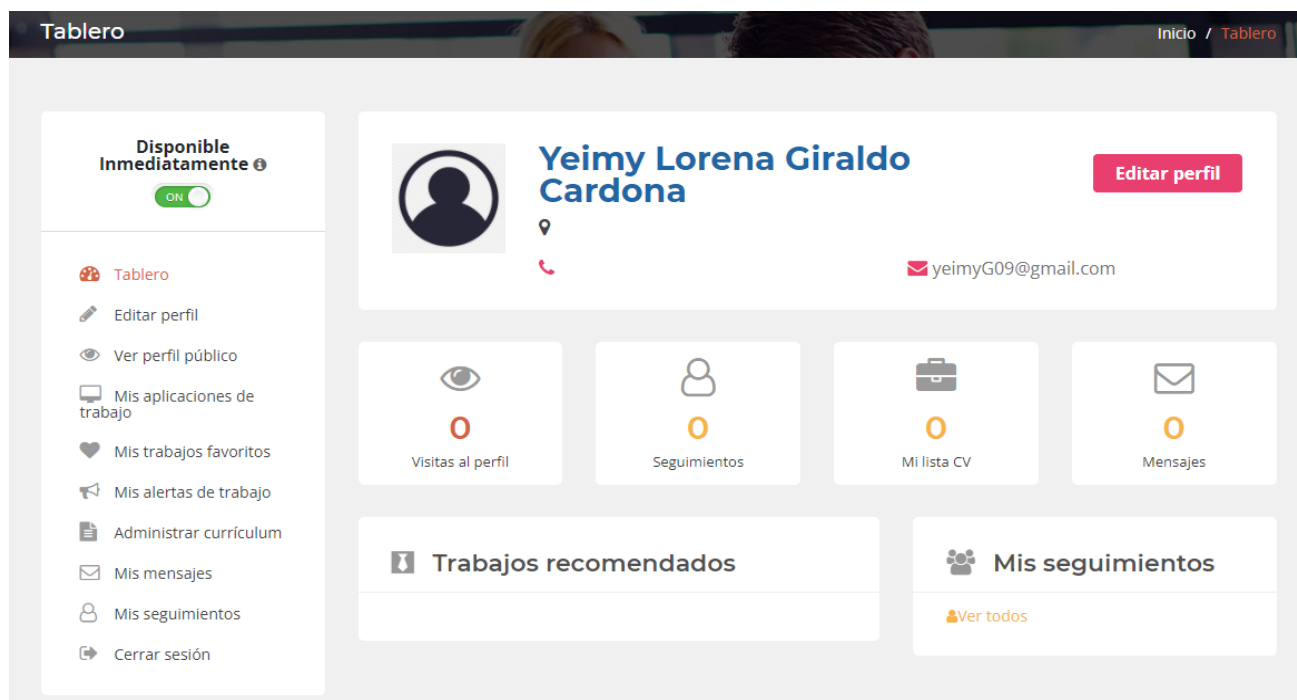 Tablero
Inicio / Tablero
Disponible
Inmediatamente
ON
Tablero
Editar perfil
Ver perfil público
Mis aplicaciones de
trabajo
Mis trabajos favoritos
Mis alertas de trabajo
Administrar currículum
Mis mensajes
Mis seguimientos
Cerrar sesión
Yeimy Lorena Giraldo
Cardona
Editar perfil
yeimyG09@gmail.com
0
Visitas al perfil
0
Seguimientos
0
Mi lista CV
0
Mensajes
Trabajos recomendados
Mis seguimientos
Ver todos